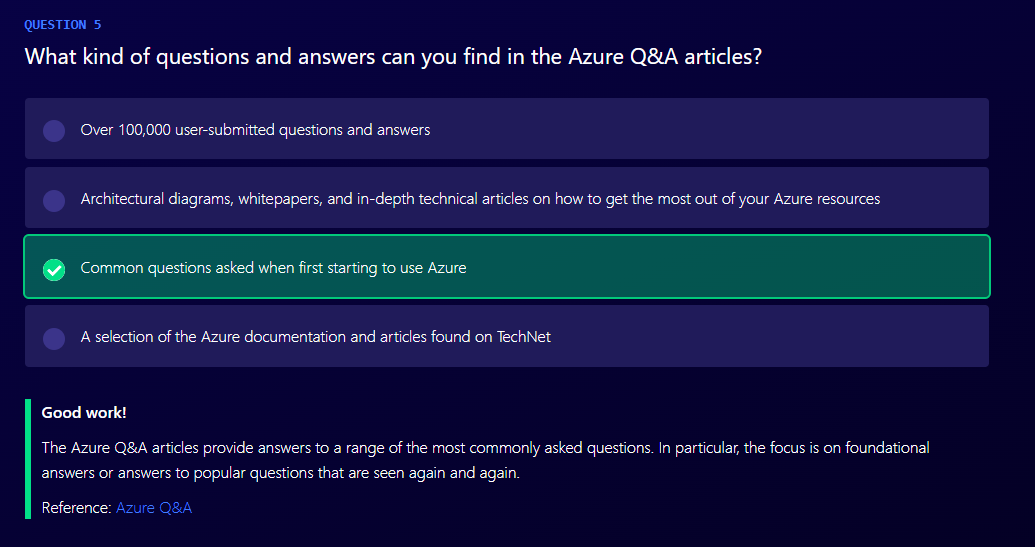 QUESTION 5
What kind of questions and answers can you find in the Azure Q&A articles?
Over 100,000 user-submitted questions and answers
Architectural diagrams, whitepapers, and in-depth technical articles on how to get the most out of your Azure resources
Common questions asked when first starting to use Azure
A selection of the Azure documentation and articles found on TechNet
Good work!
The Azure Q&A articles provide answers to a range of the most commonly asked questions. In particular, the focus is on foundational
answers or answers to popular questions that are seen again and again.
Reference: Azure Q&A